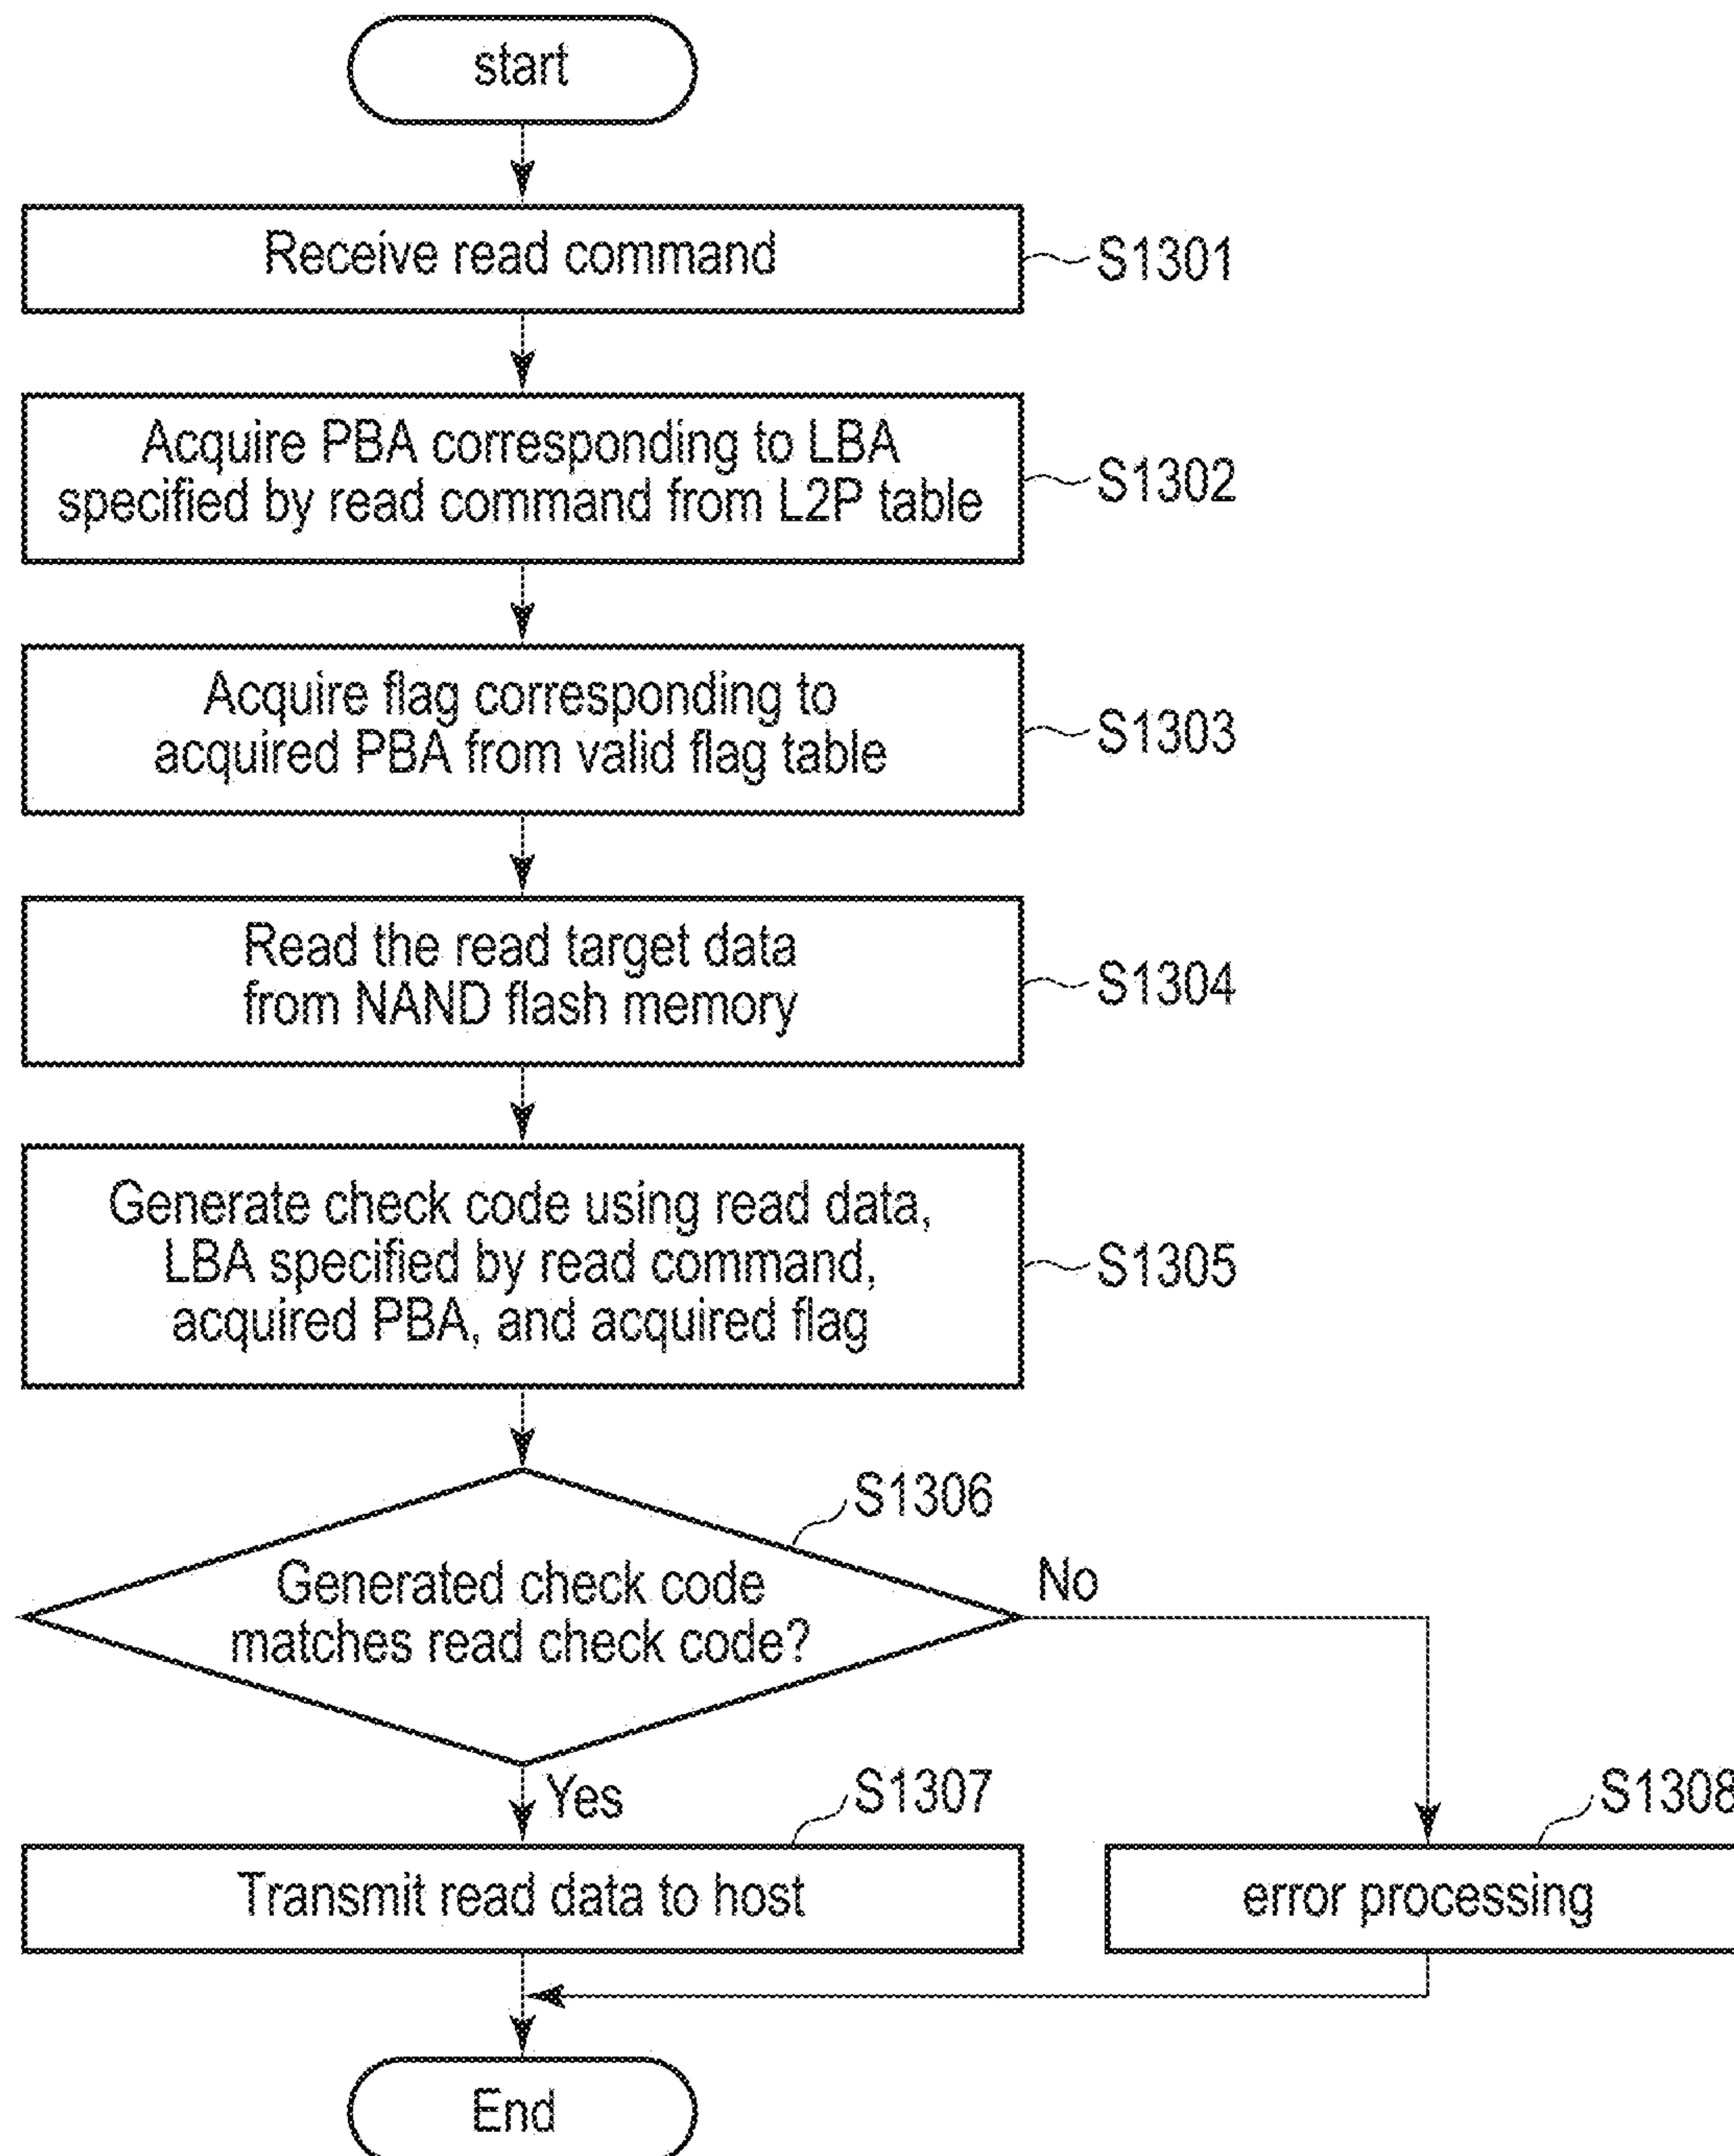 start
Receive read command
S1301
Acquire PBA corresponding to LBA
specified by read command from L2P table
S1302
Acquire flag corresponding to
acquired PBA from valid flag table
S1303
Read the read target data
from NAND flash memory
S1304
Generate check code using read data,
LBA specified by read command,
acquired PBA, and acquired flag
S1305
S1306
Generated check code
matches read check code?
No
Yes
S1307
S1308
Transmit read data to host
error processing
End